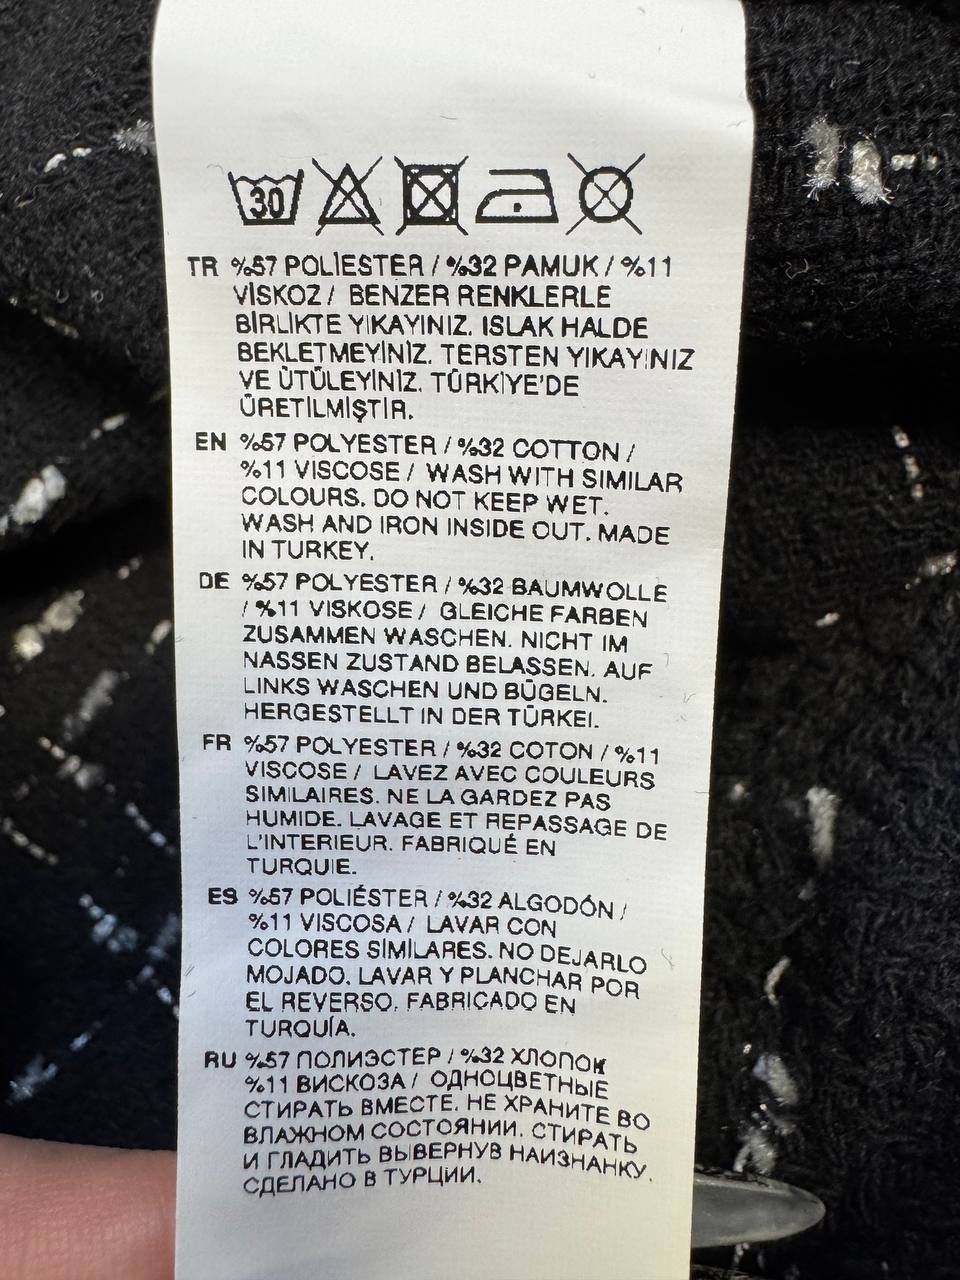 30
TR %57 POLİESTER / %32 PAMUK / %11
VİSKOZ / BENZER RENKLERLE
BİRLİKTE YIKAYINIZ. ISLAK HALDE
BEKLETMEYİNİZ. TERSTEN YIKAYINIZ
VE ÜTÜLEYİNİZ. TÜRKİYE'DE
ÜRETİLMİŞTİR.
EN %57 POLYESTER / %32 COTTON /
%11 VISCOSE / WASH WITH SIMILAR
COLOURS. DO NOT KEEP WET.
WASH AND IRON INSIDE OUT. MADE
IN TURKEY.
DE %57 POLYESTER / %32 BAUMWOLLE
/ %11 VISKOSE / GLEICHE FARBEN
ZUSAMMEN WASCHEN. NICHT IM
NASSEN ZUSTAND BELASSEN. AUF
LINKS WASCHEN UND BÜGELN.
HERGESTELLT IN DER TÜRKEI.
FR %57 POLYESTER / %32 COTON / %11
VISCOSE / LAVEZ AVEC COULEURS
SIMILAIRES. NE LA GARDEZ PAS
HUMIDE. LAVAGE ET REPASSAGE DE
L'INTERIEUR. FABRIQUÉ EN
TURQUIE.
ES %57 POLIÉSTER / %32 ALGODÓN /
%11 VISCOSA / LAVAR CON
COLORES SIMILARES. NO DEJARLO
MOJADO. LAVAR Y PLANCHAR POR
EL REVERSO. FABRICADO EN
TURQUÍA.
RU %57 ПОЛИЭСТЕР / %32 ХЛОПОК
%11 ВИСКОЗА / ОДНОЦВЕТНЫЕ
СТИРАТЬ ВМЕСТЕ. НЕ ХРАНИТЕ ВО
ВЛАЖНОМ СОСТОЯНИИ. СТИРАТЬ
И ГЛАДИТЬ ВЫВЕРНУВ НАИЗНАНКУ.
СДЕЛАНО В ТУРЦИИ.